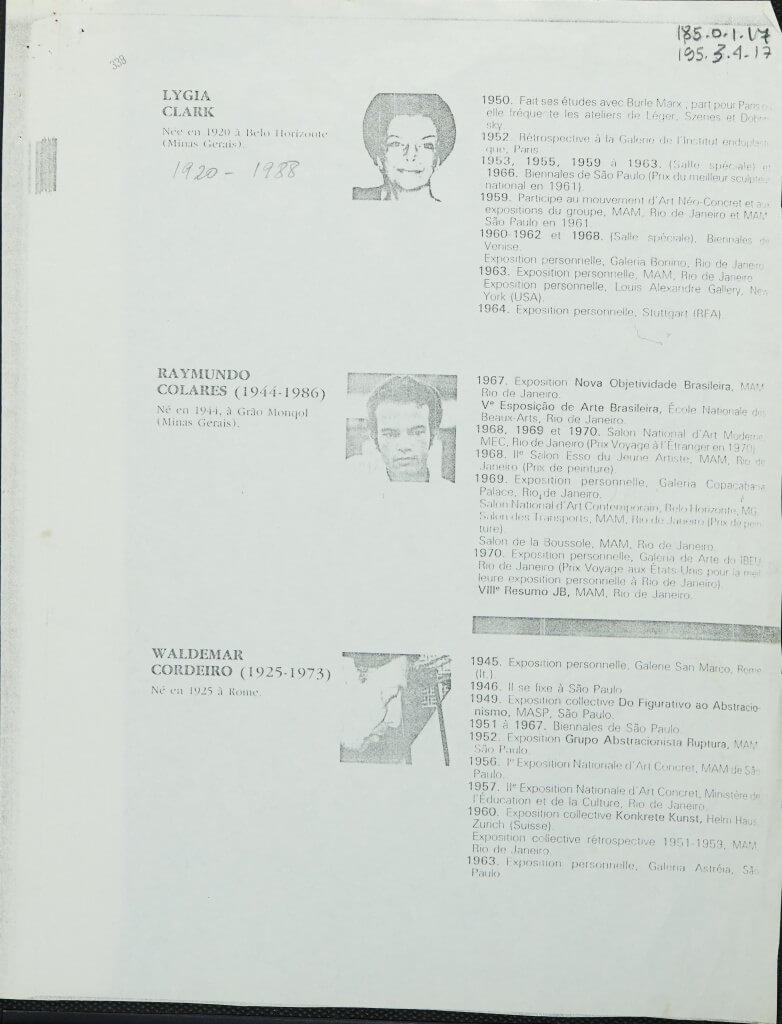 185.0.1.17
195.3.4-17
338
LYGIA
CLARK
Née en 1920 à Belo Horizonte
(Minas Gerais).
1920 - 1988
1950. Fait ses études avec Burle Marx, part pour Paris
elle fréquente les ateliers de Léger, Szenes et
sky.
1952. Rétrospective à la Galerie de l'Institut
que, Paris.
1953, 1955, 1959 à 1963. (Salle spéciale) et
1966. Biennales de São Paulo (Prix du meilleur
national en 1961).
1959. Participe au mouvement d'Art Néo-Concret et aux
expositions du groupe, MAM, Rio de Janeiro et MAM
São Paulo en 1961.
1960-1962 et 1968. (Salle spéciale), Biennales de
Venise.
Exposition personnelle, Galeria Bonino, Rio de Janeiro
1963. Exposition personnelle, MAM, Rio de Janeiro
Exposition personnelle, Louis Alexandre Gallery, New
York (USA).
1964. Exposition personnelle, Stuttgart (RFA).
RAYMUNDO
COLARES (1944-1986)
Né en 1944, à Grão Monqol
(Minas Gerais).
1967. Exposition Nova Objetividade Brasileira, MAM
Rio de Janeiro.
Ve Esposição de Arte Brasileira, École Nationale des
Beaux-Arts, Rio de Janeiro.
1968, 1969 et 1970. Salon National d'Art Moderne,
MEC, Rio de Janeiro (Prix Voyage à l'Étranger en 1970)
1968. IIe Salon Esso du Jeune Artiste, MAM, Rio de
Janeiro (Prix de peinture).
1969. Exposition personnelle, Galeria Copacabana
Palace, Rio de Janeiro.
Salon National d'Art Contemporain, Belo Horizonte, MG.
Salon des Transports, MAM, Rio de Janeiro (Prix de pein-
ture).
Salon de la Boussole, MAM, Rio de Janeiro.
1970. Exposition personnelle, Galeria de Arte do IBEU
Rio de Janeiro (Prix Voyage aux États-Unis pour la meil-
leure exposition personnelle à Rio de Janeiro).
VIIIe Resumo JB, MAM, Rio de Janeiro.
WALDEMAR
CORDEIRO (1925-1973)
Né en 1925 à Rome.
1945. Exposition personnelle, Galerie San Marco, Rome
(It.)
1946. Il se fixe à São Paulo.
1949. Exposition collective Do Figurativo ao Abstracio-
nismo, MASP, São Paulo.
1951 à 1967. Biennales de São Paulo.
1952. Exposition Grupo Abstracionista Ruptura, MAM
São Paulo.
1956. Ie Exposition Nationale d'Art Concret, MAM de São
Paulo.
1957. IIe Exposition Nationale d'Art Concret, Ministère de
l'Éducation et de la Culture, Rio de Janeiro.
1960. Exposition collective Konkrete Kunst, Helm Haus
Zurich (Suisse).
Exposition collective rétrospective 1951-1959, MAM
Rio de Janeiro.
1963. Exposition personnelle, Galeria Astréia, São
Paulo.